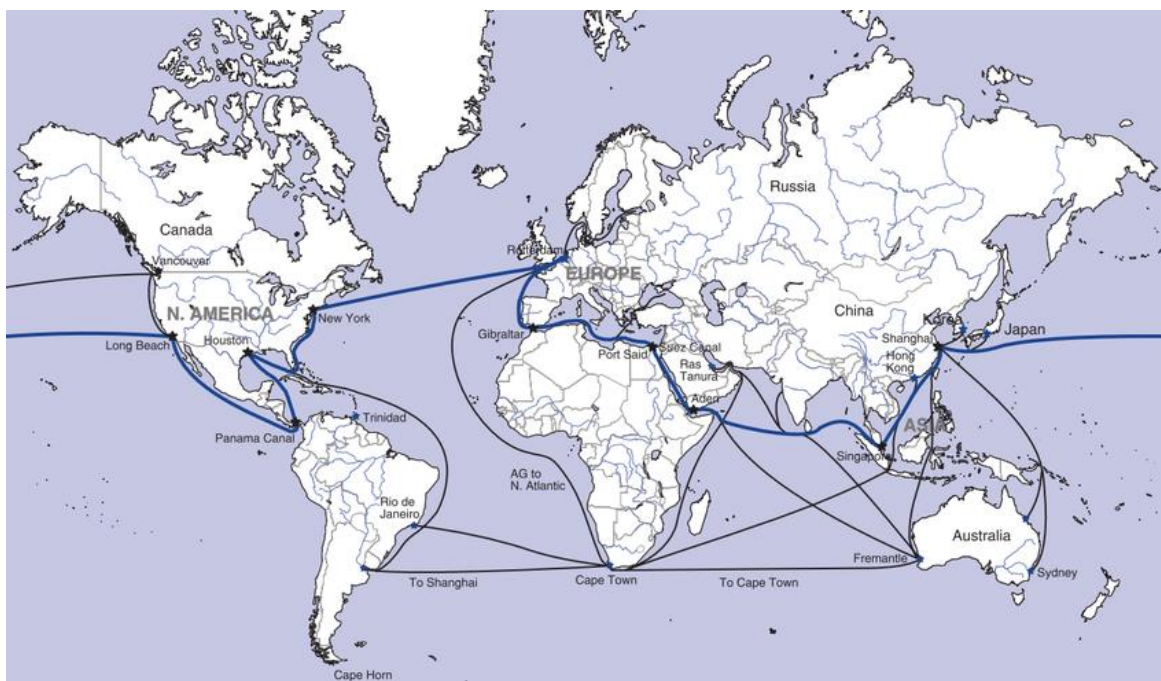 Russia
Canada
Vancouver
Rotterdam
EUROPE
N. AMERICA
China
New York
Korea
Japan
Long Beach
Houston
Gibraltar
Port Said
Suez Canal
Shanghai
Ras
Tanura
Hong
Kong
Aden
Trinidad
Panama Canal
ASIA
Singapore
AG to
N. Atlantic
Rio de
Janeiro
Australia
Fremantle
To Shanghai
Cape Town
To Cape Town
Sydney
Cape Horn